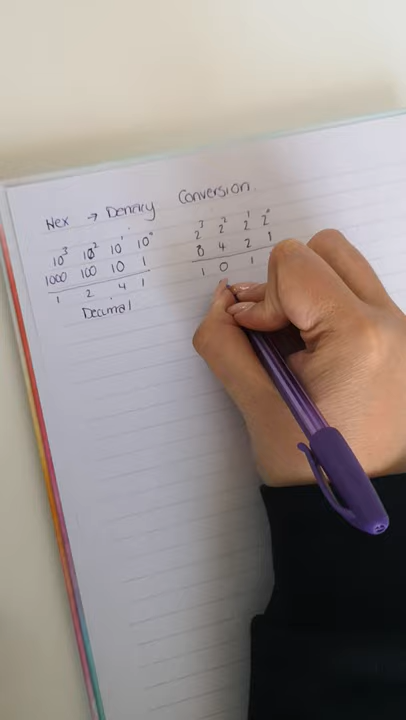 Hex → Denary Conversion.
10³ 10² 10¹ 10⁰
1000 100 10 1
1 2 4 1
Decimal
2³ 2² 2¹ 2⁰
8 4 2 1
1 0 1